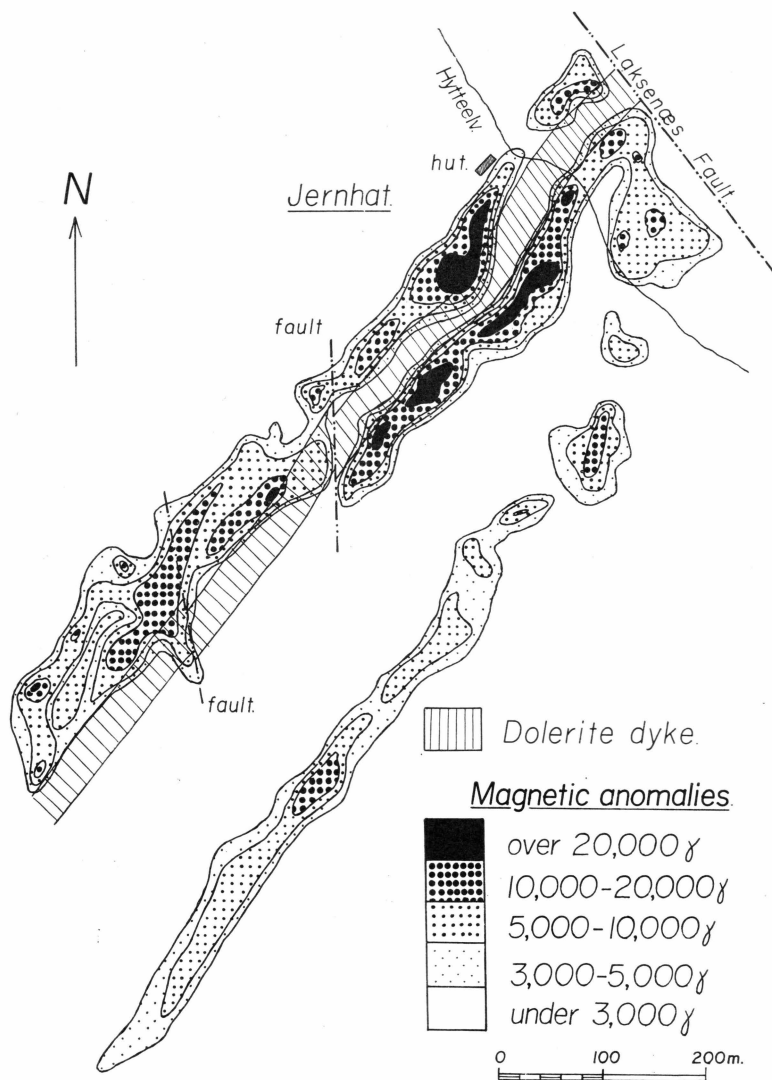 Laksenæs
Fault.
Hytteelv.
hut.
Jernhat.
N
fault
fault.
Dolerite dyke.
Magnetic anomalies.
over 20,000 γ
10,000-20,000 γ
5,000-10,000 γ
3,000-5,000 γ
under 3,000 γ
0 100 200m.